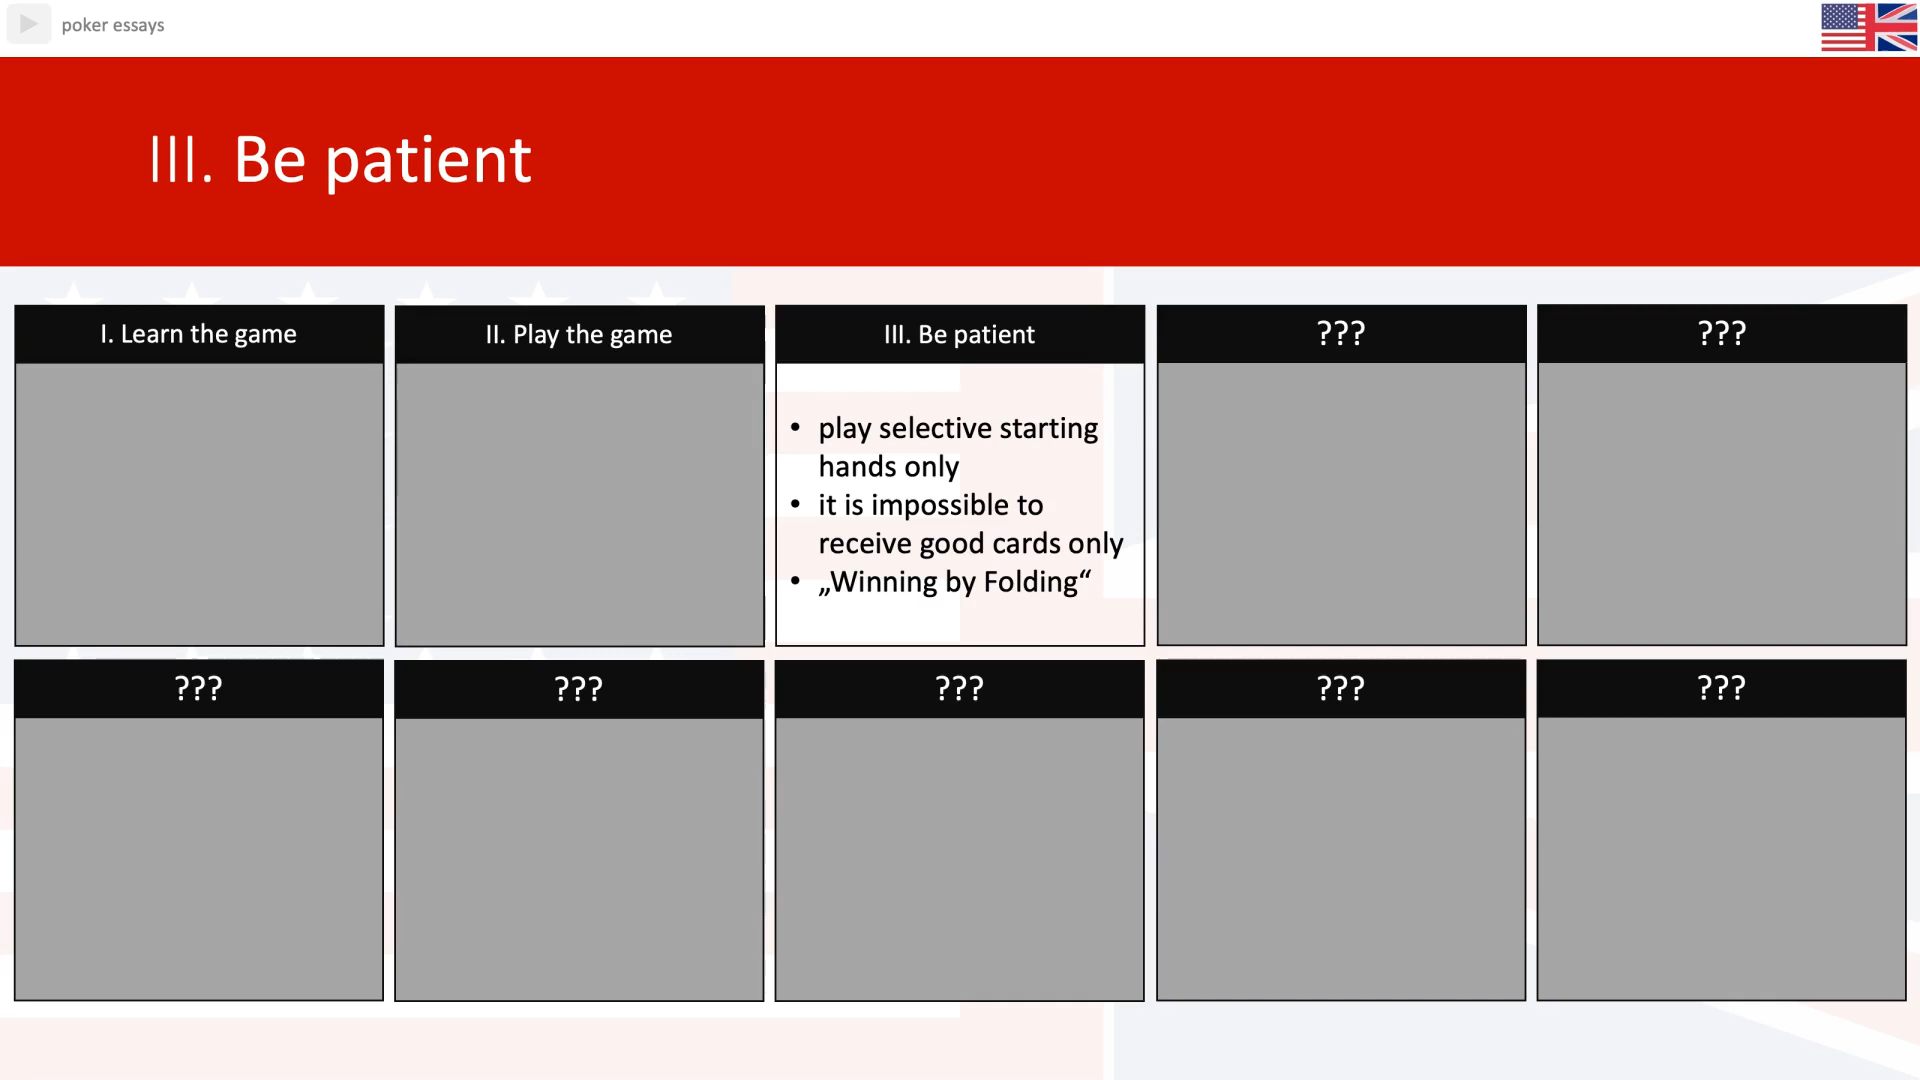 poker essays
III. Be patient
I. Learn the game
II. Play the game
III. Be patient
???
???
• play selective starting
hands only
• it is impossible to
receive good cards only
• „Winning by Folding“
???
???
???
???
???